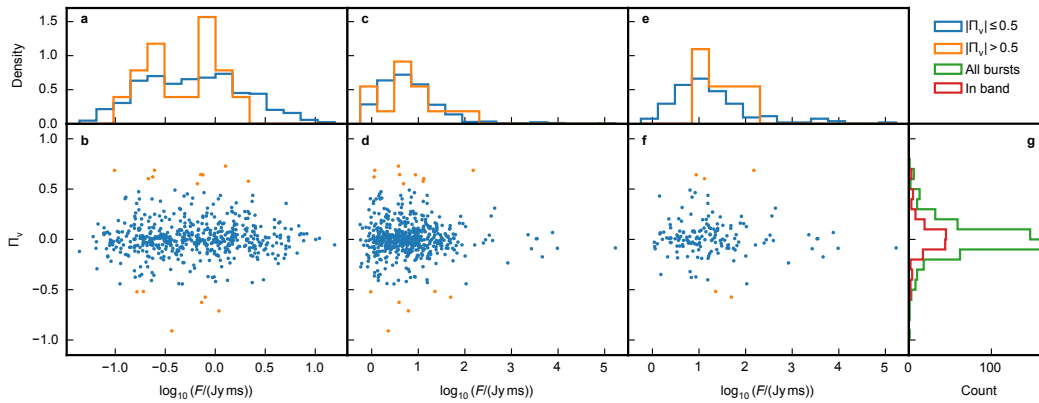 a
c
e
Density
1.5
1.0
0.5
0.0
|Πᵥ| ≤ 0.5
|Πᵥ| > 0.5
All bursts
In band
b
d
f
g
Πᵥ
1.0
0.5
0.0
−0.5
−1.0
−1.0 −0.5 0.0 0.5 1.0
0 1 2 3 4 5
0 1 2 3 4 5
0 100
log₁₀ (F/(Jy ms))
log₁₀ (F/(Jy ms))
log₁₀ (F/(Jy ms))
Count